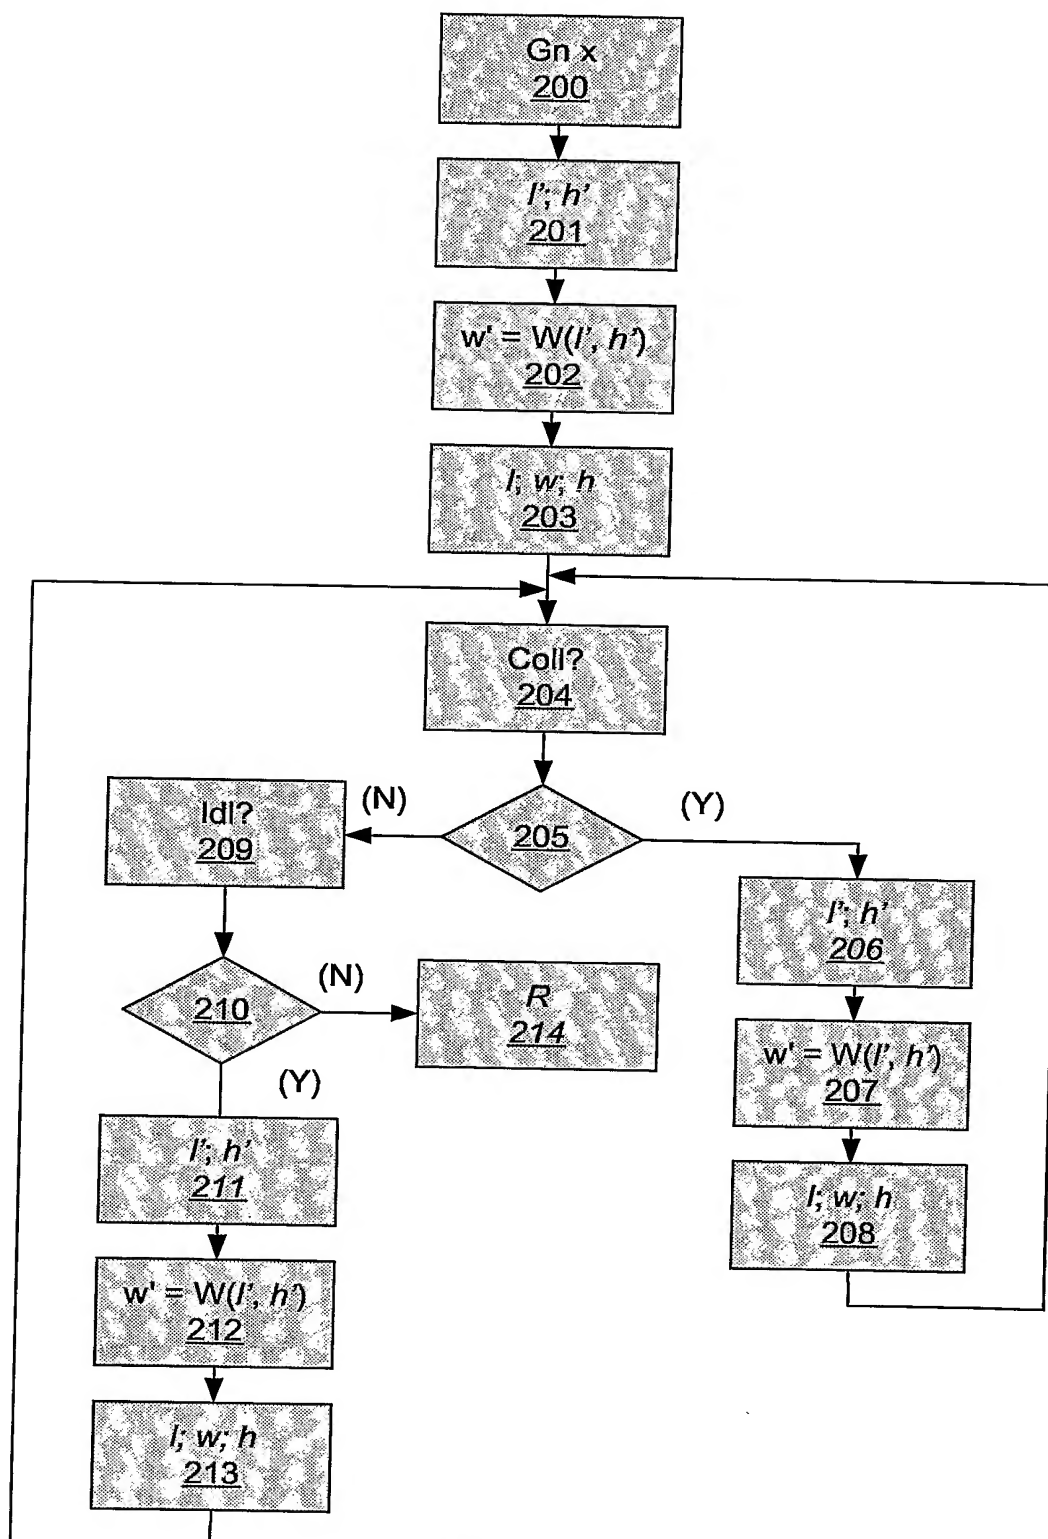 Gn x
200
l'; h'
201
w' = W(l', h')
202
l; w; h
203
Coll?
204
205
(N)
(Y)
Idl?
209
l'; h'
206
210
(N)
R
214
(Y)
w' = W(l', h')
207
l'; h'
211
l; w; h
208
w' = W(l', h')
212
l; w; h
213